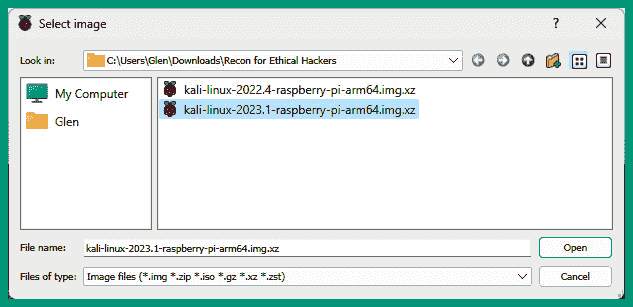 Select image
?
Look in: C:\Users\Glen\Downloads\Recon for Ethical Hackers
My Computer
Glen
kali-linux-2022.4-raspberry-pi-arm64.img.xz
kali-linux-2023.1-raspberry-pi-arm64.img.xz
File name: kali-linux-2023.1-raspberry-pi-arm64.img.xz Open
Files of type: Image files (*.img *.zip *.iso *.gz *.xz *.zst) Cancel